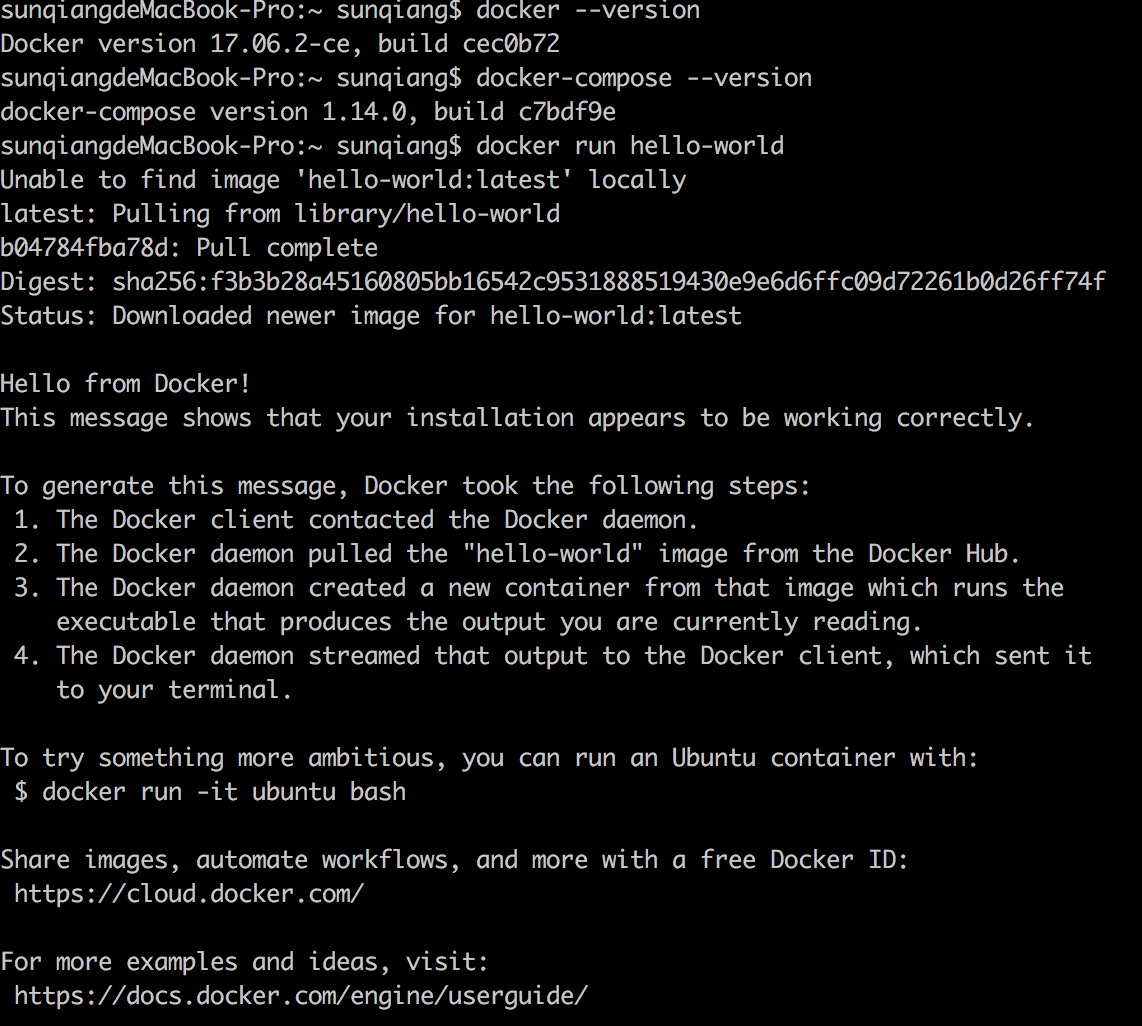 sunqiangdeMacBook-Pro:~ sunqiang$ docker --version
Docker version 17.06.2-ce, build cec0b72
sunqiangdeMacBook-Pro:~ sunqiang$ docker-compose --version
docker-compose version 1.14.0, build c7bdf9e
sunqiangdeMacBook-Pro:~ sunqiang$ docker run hello-world
Unable to find image 'hello-world:latest' locally
latest: Pulling from library/hello-world
b04784fba78d: Pull complete
Digest: sha256:f3b3b28a45160805bb16542c9531888519430e9e6d6ffc09d72261b0d26ff74f
Status: Downloaded newer image for hello-world:latest

Hello from Docker!
This message shows that your installation appears to be working correctly.

To generate this message, Docker took the following steps:
 1. The Docker client contacted the Docker daemon.
 2. The Docker daemon pulled the "hello-world" image from the Docker Hub.
 3. The Docker daemon created a new container from that image which runs the
    executable that produces the output you are currently reading.
 4. The Docker daemon streamed that output to the Docker client, which sent it
    to your terminal.

To try something more ambitious, you can run an Ubuntu container with:
 $ docker run -it ubuntu bash

Share images, automate workflows, and more with a free Docker ID:
 https://cloud.docker.com/

For more examples and ideas, visit:
 https://docs.docker.com/engine/userguide/